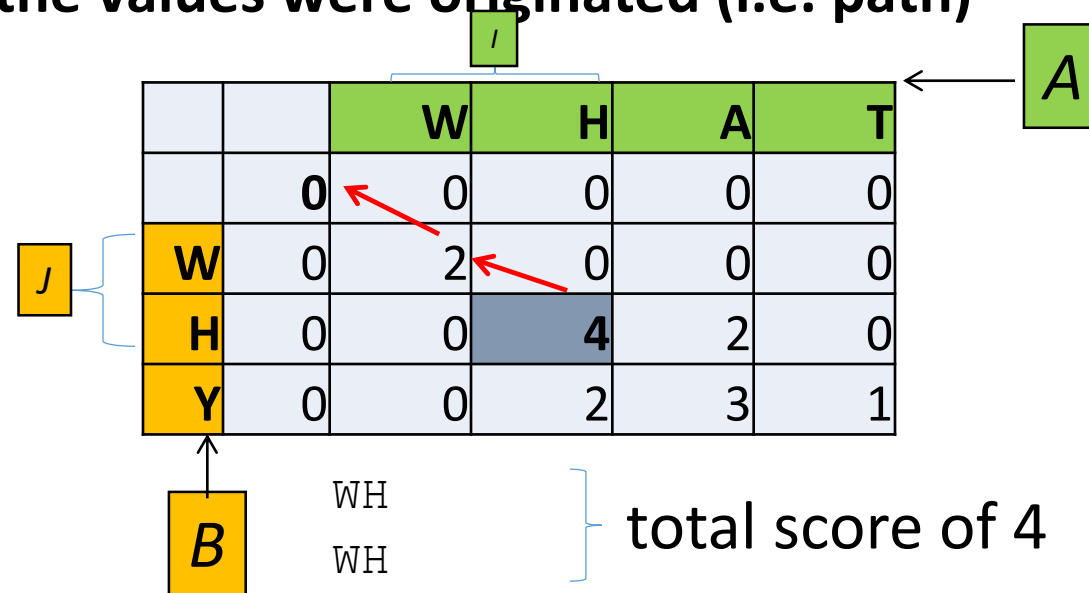 the values were originated (i.e. path)
I
A
W H A T
0 0 0 0 0
W 0 2 0 0 0
J
H 0 0 4 2 0
Y 0 0 2 3 1
WH
B
total score of 4
WH